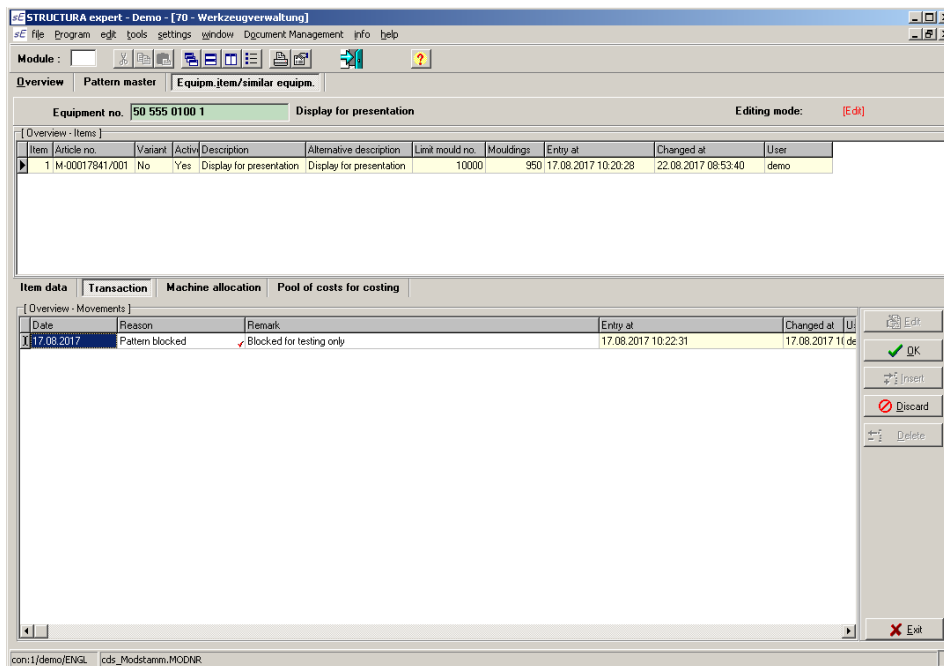 sE STRUCTURA expert - Demo - [70 - Werkzeugverwaltung]
sE file Program edit tools settings window Document Management info help
Module :
Overview Pattern master Equipm.item/similar equipm.
Equipment no. 50 555 0100 1 Display for presentation Editing mode: [Edit]
[ Overview - Items ]
Item Article no. Variant Active Description Alternative description Limit mould no. Mouldings Entry at Changed at User
1 M-00017841/001 No Yes Display for presentation Display for presentation 10000 950 17.08.2017 10:20:28 22.08.2017 08:53:40 demo
Item data Transaction Machine allocation Pool of costs for costing
[ Overview - Movements ]
Date Reason Remark Entry at Changed at
17.08.2017 Pattern blocked Blocked for testing only 17.08.2017 10:22:31 17.08.2017 de
Edit
OK
Insert
Discard
Delete
Exit
con:1/demo/ENGL cds_Modstamm.MODNR